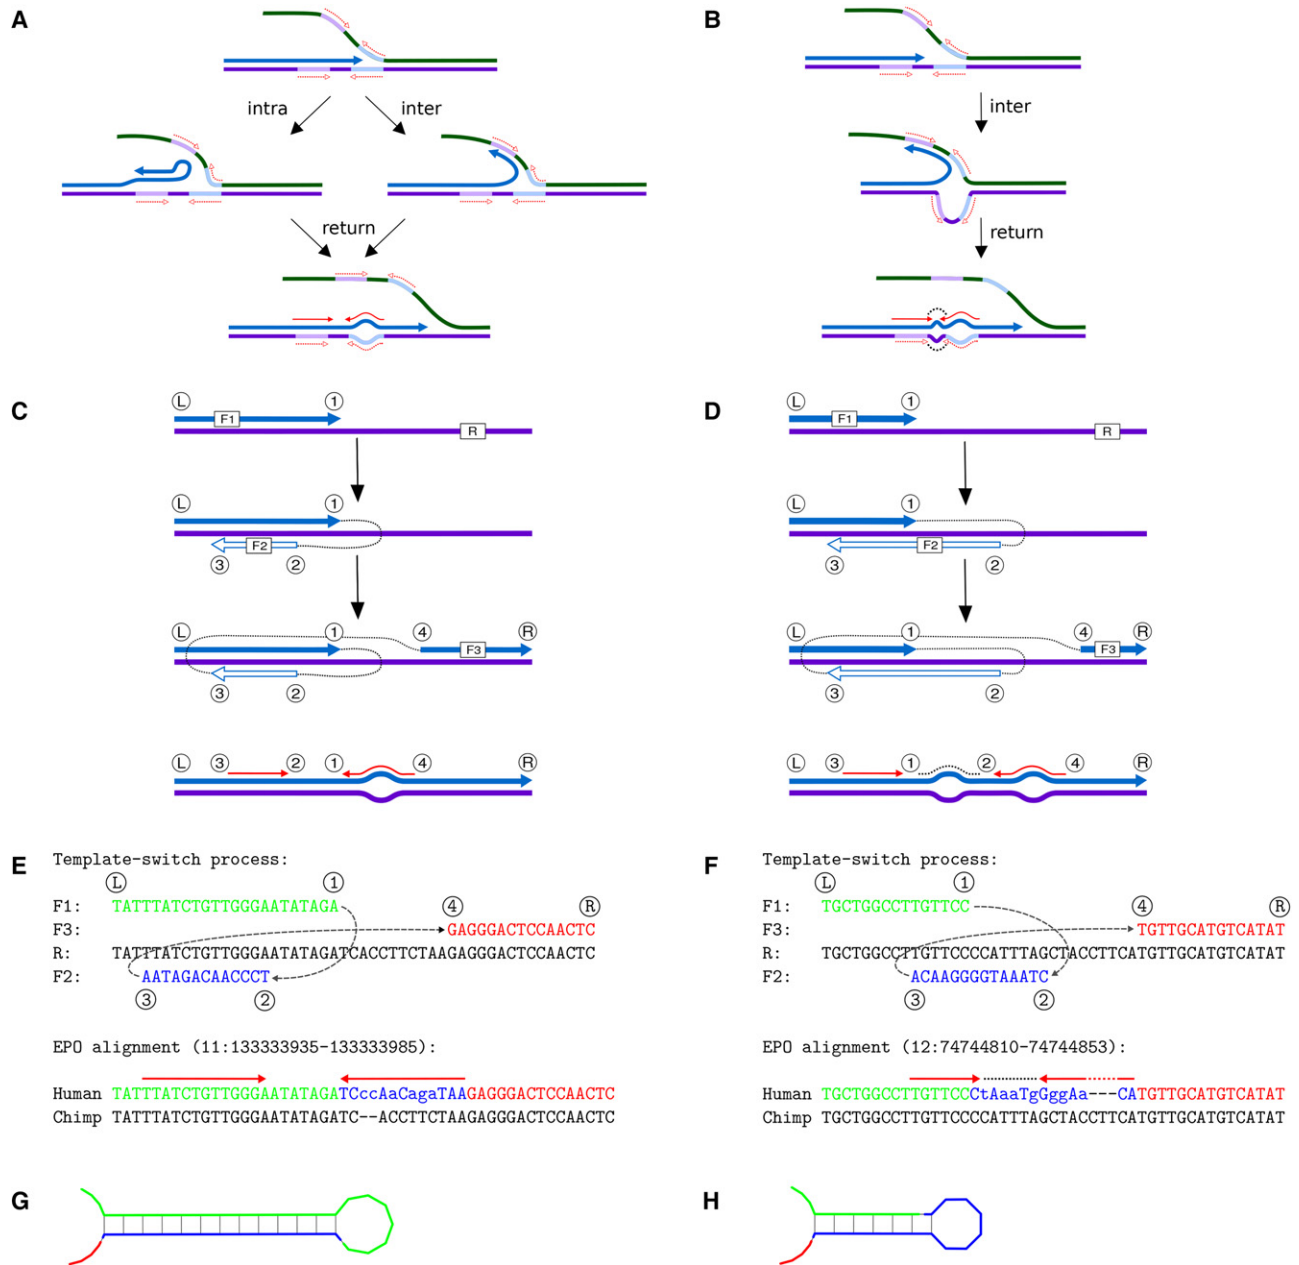 A
B
intra
inter
inter
return
return
C
D
L 1
F1
R
L 1
F1
R
L 1
F2
3 2
L 1
F2
3 2
L 1 4 R
F3
3 2
L 1 4 R
F3
3 2
L 3 2 1 4 R
L 3 1 2 4 R
E
Template-switch process:
L 1
F1: TATTTATCTGTTGGGAATATAGA
4 R
F3: GAGGGACTCCAACTC
R: TATTTATCTGTTGGGAATATAGATCACCTTCTAAGAGGGACTCCAACTC
F2: AATAGACAACCCT
3 2
EPO alignment (11:133333935-133333985):
Human TATTTATCTGTTGGGAATATAGATCccAaCagaTAAGAGGGACTCCAACTC
Chimp TATTTATCTGTTGGGAATATAGATC--ACCTTCTAAGAGGGACTCCAACTC
F
Template-switch process:
L 1
F1: TGCTGGCCTTGTTCC
4 R
F3: TGTTGCATGTCATAT
R: TGCTGGCCTTGTTCCCCATTTAGCTACCTTCATGTTGCATGTCATAT
F2: ACAAGGGGTAAATC
3 2
EPO alignment (12:74744810-74744853):
Human TGCTGGCCTTGTTCCCtAaaTgGggAa---CATGTTGCATGTCATAT
Chimp TGCTGGCCTTGTTCCCCATTTAGCTACCTTCATGTTGCATGTCATAT
G
H